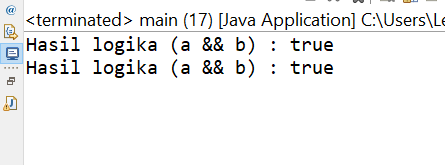 <terminated> main (17) [Java Application] C:\Users\Le
Hasil logika (a && b) : true
Hasil logika (a && b) : true